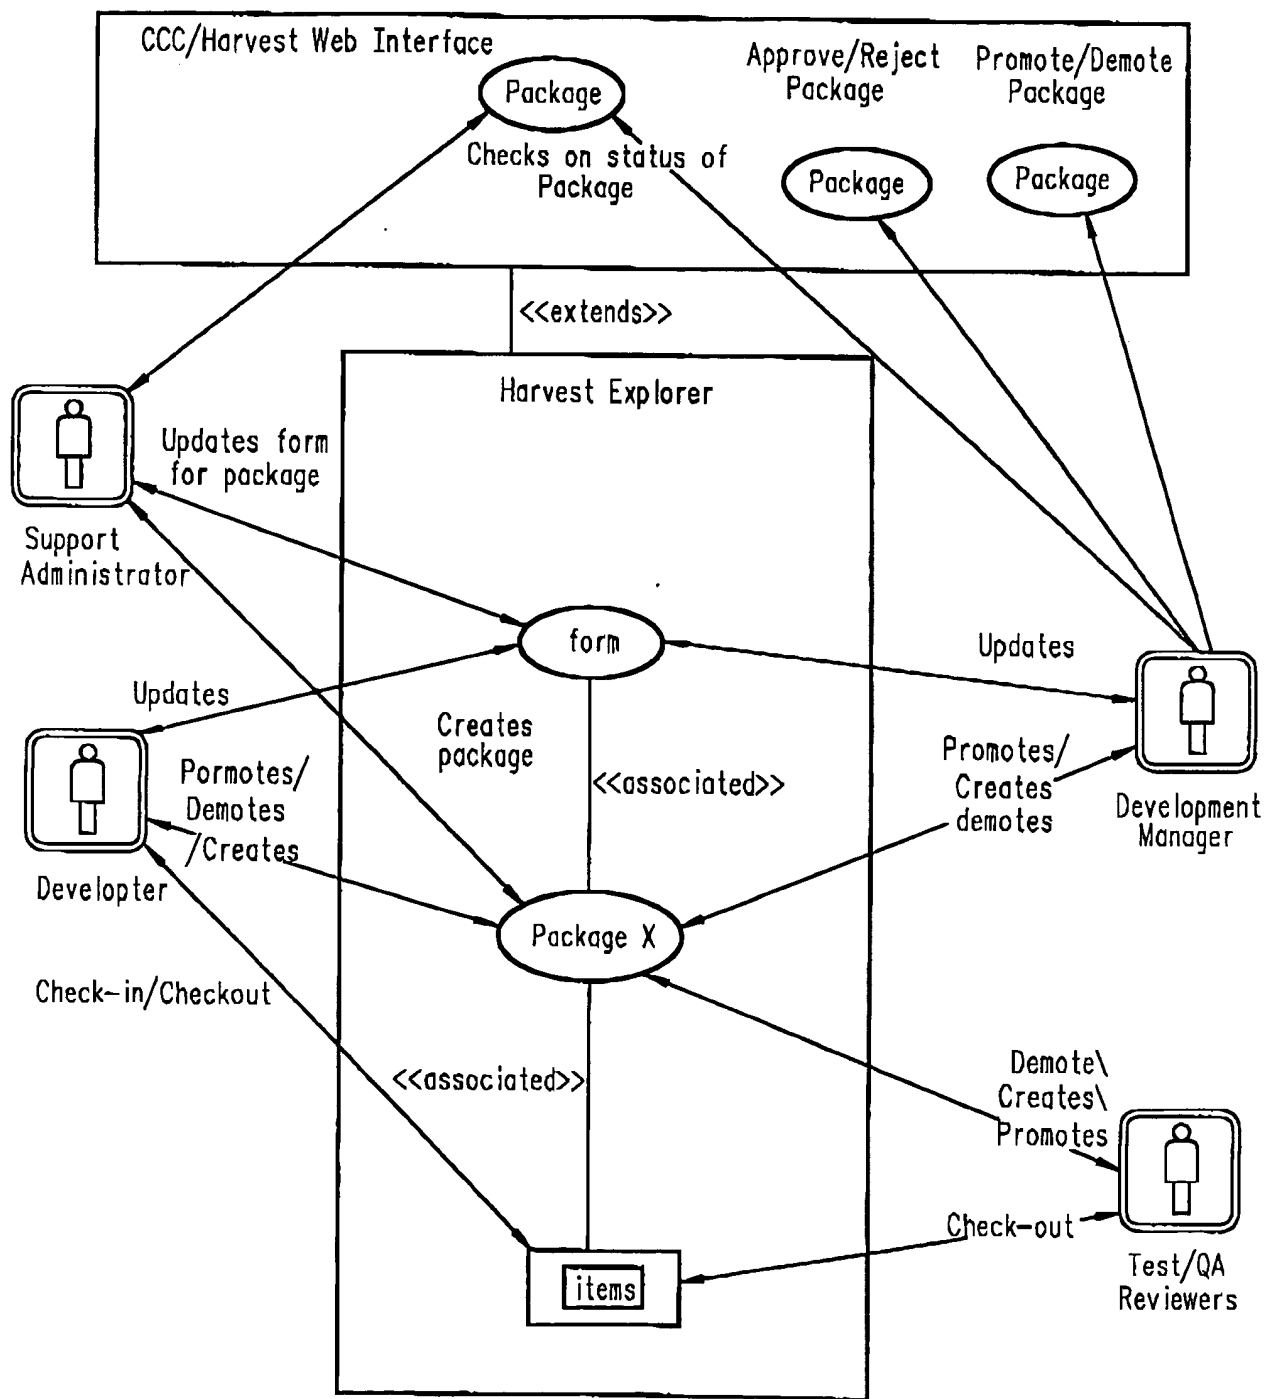 CCC/Harvest Web Interface
Package
Checks on status of
Package
Approve/Reject
Package
Package
Promote/Demote
Package
Package
<<extends>>
Harvest Explorer
Updates form
for package
Support
Administrator
form
Updates
Updates
Creates
package
<<associated>>
Pormotes/
Demotes
/Creates
Developter
Promotes/
Creates
demotes
Development
Manager
Package X
Check-in/Checkout
<<associated>>
Demote\
Creates\
Promotes
Check-out
Test/QA
Reviewers
items